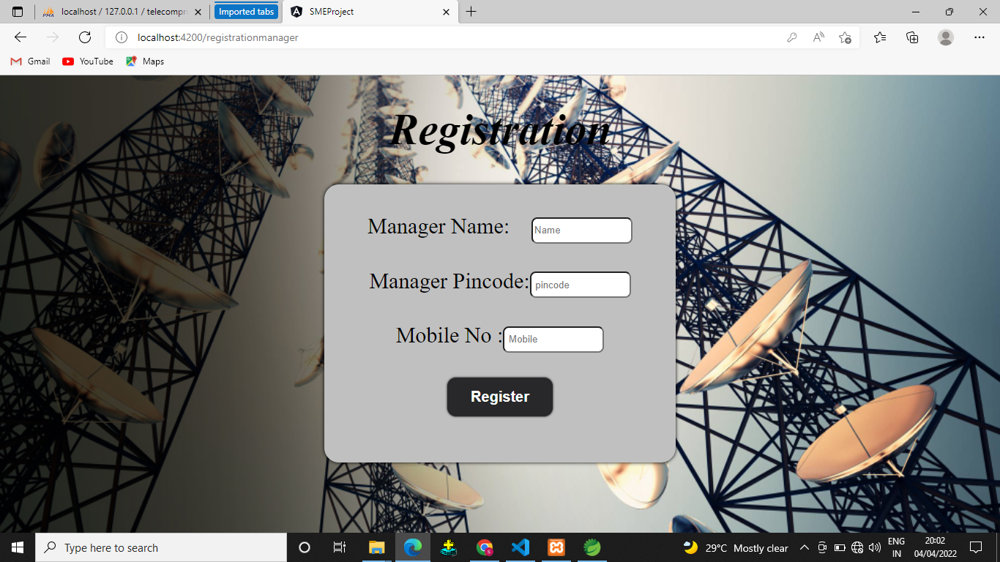 localhost / 127.0.0.1 / telecompro
Imported tabs
SMEProject
localhost:4200/registrationmanager
Gmail
YouTube
Maps
Registration
Manager Name:
Name
Manager Pincode:
pincode
Mobile No :
Mobile
Register
Type here to search
29°C Mostly clear
ENG
IN
20:02
04/04/2022